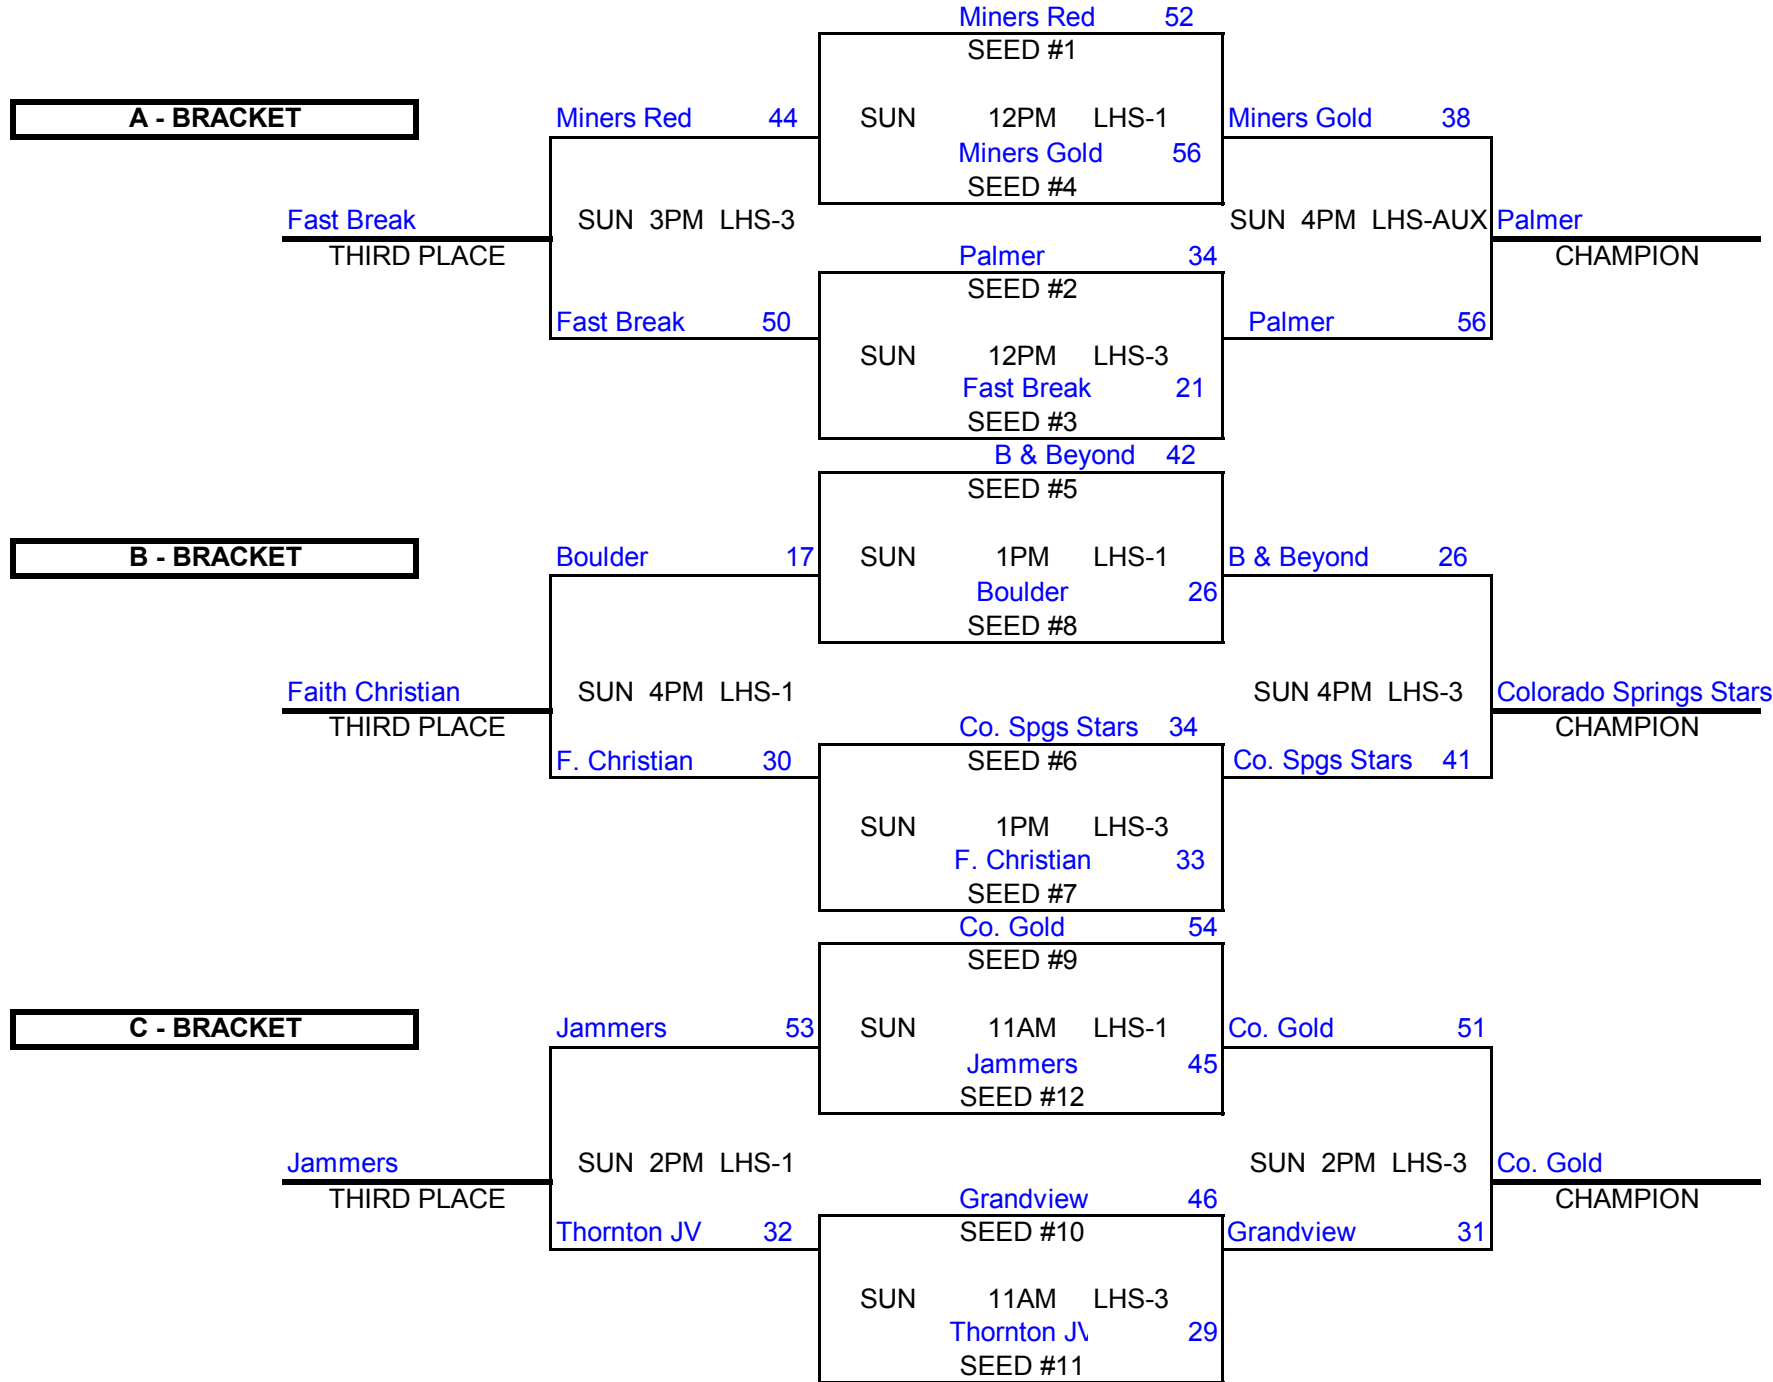 Miners Red 52
SEED #1
A - BRACKET Miners Red 44 SUN 12PM LHS-1 Miners Gold 38
Miners Gold 56
SEED #4
Fast Break SUN 3PM LHS-3 SUN 4PM LHS-AUX Palmer
THIRD PLACE Palmer 34 CHAMPION
SEED #2
Fast Break 50 Palmer 56
SUN 12PM LHS-3
Fast Break 21
SEED #3
B & Beyond 42
SEED #5
B - BRACKET Boulder 17 SUN 1PM LHS-1 B & Beyond 26
Boulder 26
SEED #8
Faith Christian SUN 4PM LHS-1 SUN 4PM LHS-3 Colorado Springs Stars
THIRD PLACE Co. Spgs Stars 34 CHAMPION
F. Christian 30 SEED #6 Co. Spgs Stars 41
SUN 1PM LHS-3
F. Christian 33
SEED #7
Co. Gold 54
SEED #9
C - BRACKET Jammers 53 SUN 11AM LHS-1 Co. Gold 51
Jammers 45
SEED #12
Jammers SUN 2PM LHS-1 SUN 2PM LHS-3 Co. Gold
THIRD PLACE Grandview 46 CHAMPION
Thornton JV 32 SEED #10 Grandview 31
SUN 11AM LHS-3
Thornton JV 29
SEED #11